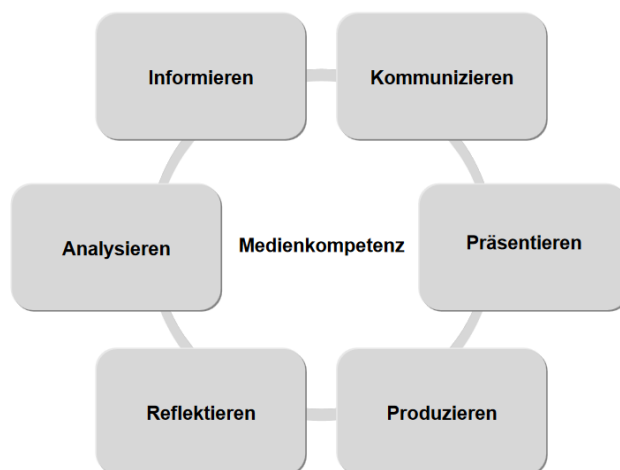 Informieren
Kommunizieren
Analysieren
Medienkompetenz
Präsentieren
Reflektieren
Produzieren